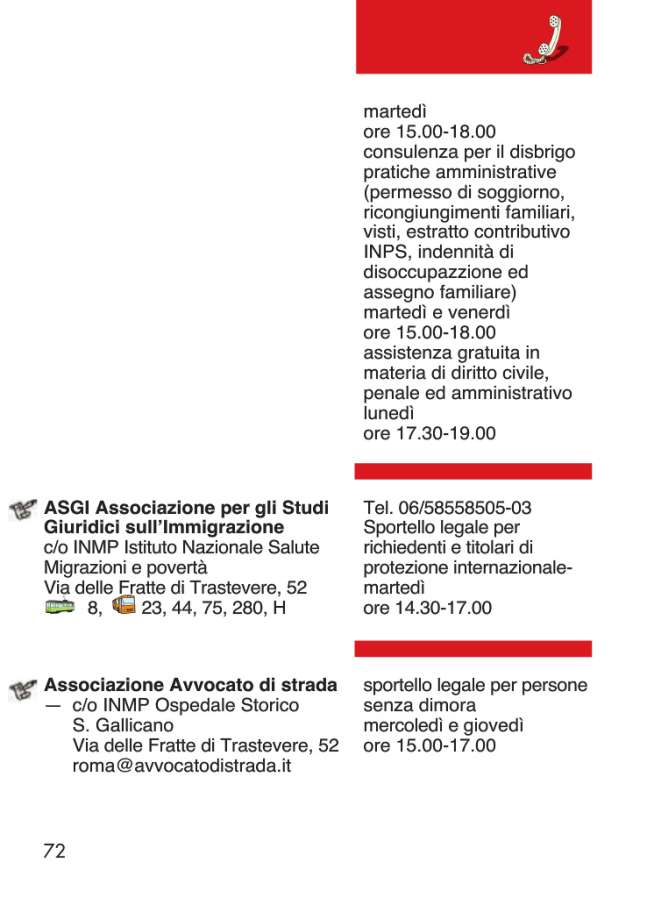 martedì
ore 15.00-18.00
consulenza per il disbrigo
pratiche amministrative
(permesso di soggiorno,
ricongiungimenti familiari,
visti, estratto contributivo
INPS, indennità di
disoccupazzione ed
assegno familiare)
martedì e venerdì
ore 15.00-18.00
assistenza gratuita in
materia di diritto civile,
penale ed amministrativo
lunedì
ore 17.30-19.00
ASGI Associazione per gli Studi
Giuridici sull’Immigrazione
c/o INMP Istituto Nazionale Salute
Migrazioni e povertà
Via delle Fratte di Trastevere, 52
8, 23, 44, 75, 280, H
Tel. 06/58558505-03
Sportello legale per
richiedenti e titolari di
protezione internazionale-
martedì
ore 14.30-17.00
Associazione Avvocato di strada
— c/o INMP Ospedale Storico
S. Gallicano
Via delle Fratte di Trastevere, 52
roma@avvocatodistrada.it
sportello legale per persone
senza dimora
mercoledì e giovedì
ore 15.00-17.00
72